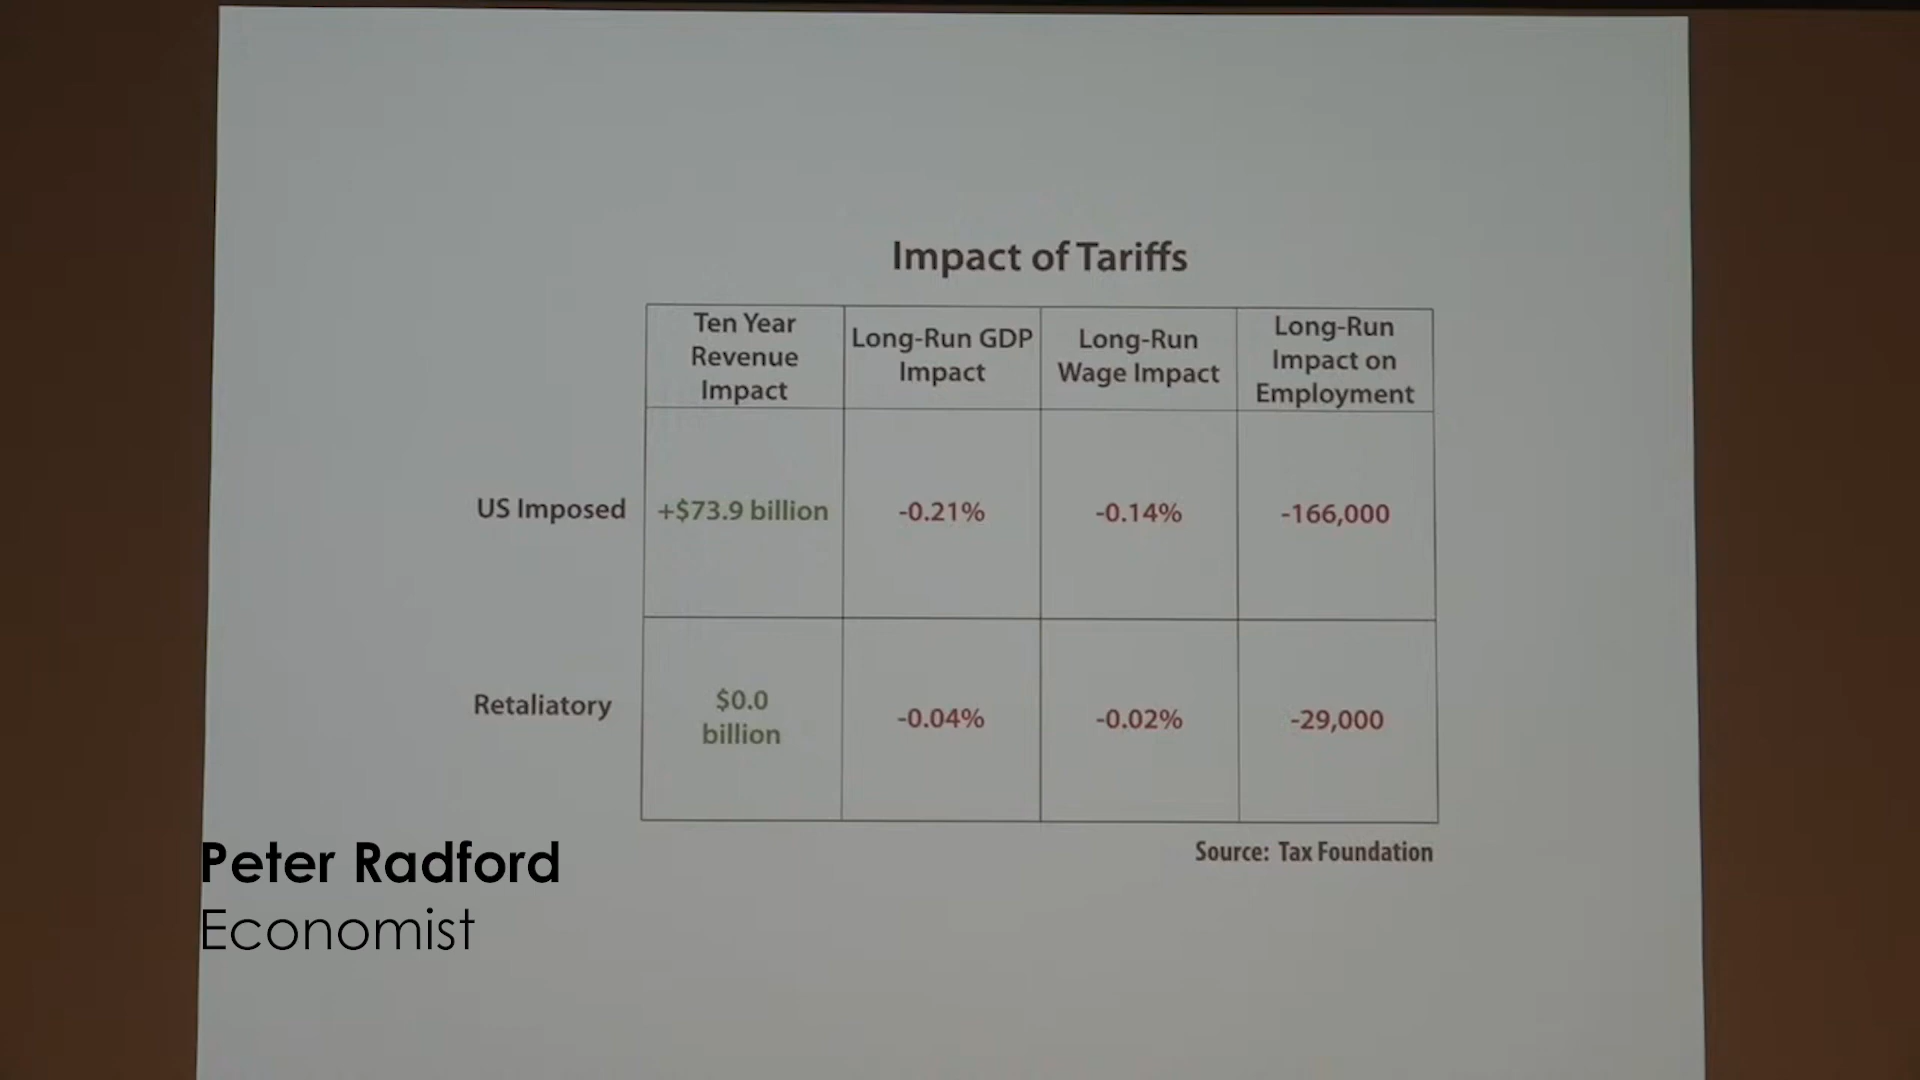 Impact of Tariffs
Ten Year
Revenue
Impact
Long-Run GDP
Impact
Long-Run
Wage Impact
Long-Run
Impact on
Employment
US Imposed
+$73.9 billion
-0.21%
-0.14%
-166,000
Retaliatory
$0.0
billion
-0.04%
-0.02%
-29,000
Source: Tax Foundation
Peter Radford
Economist